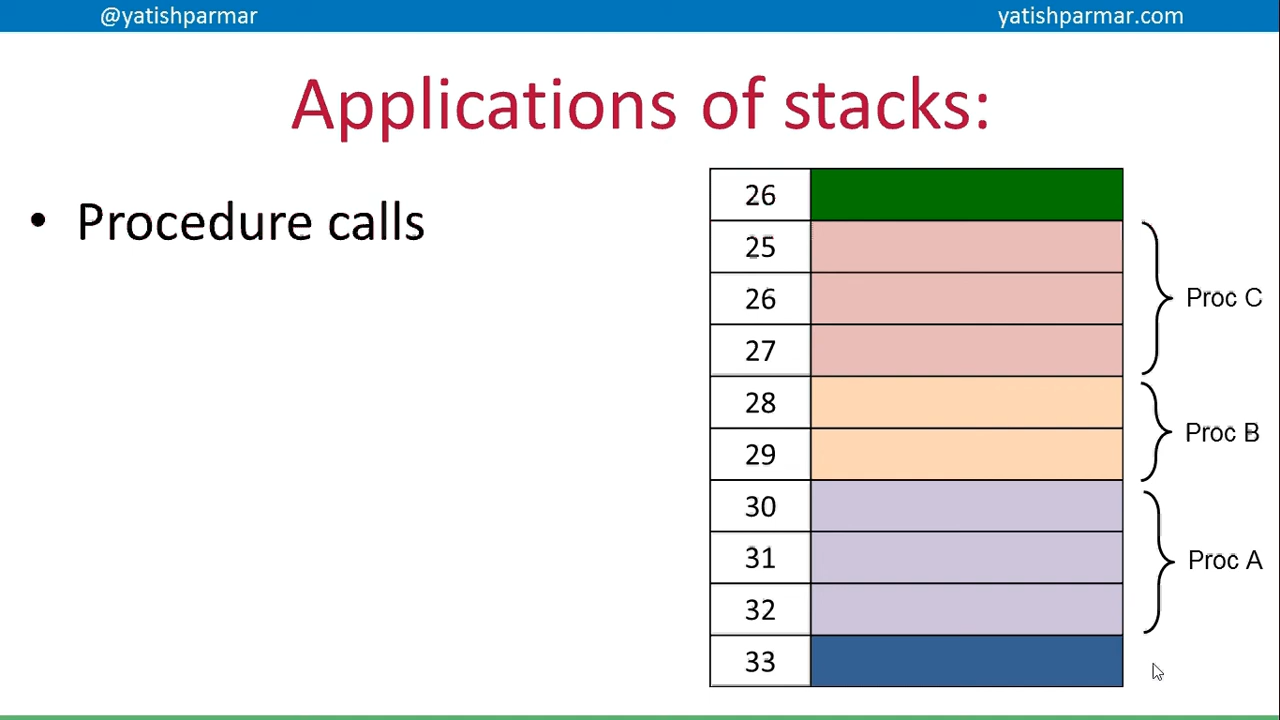 @yatishparmar
yatishparmar.com
Applications of stacks:
• Procedure calls
26
25
26
27
28
29
30
31
32
33
Proc C
Proc B
Proc A